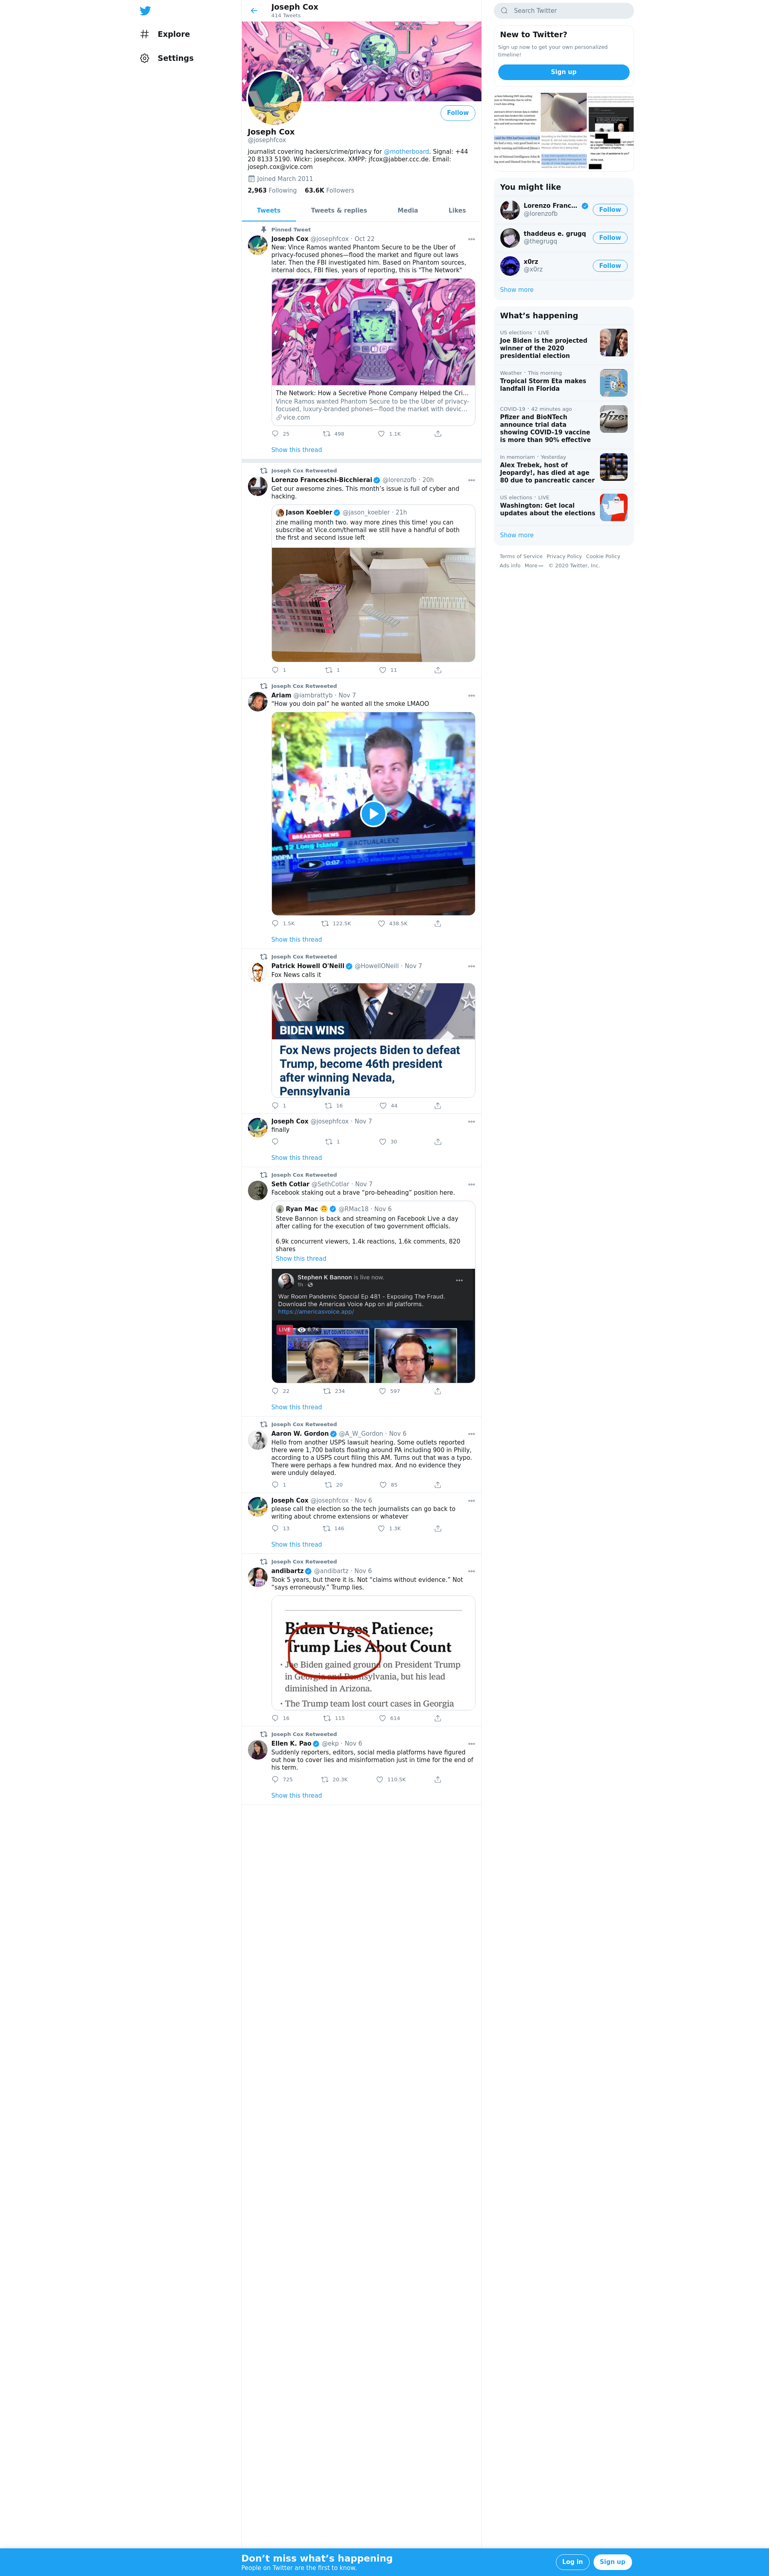 Explore
Settings
Joseph Cox
414 Tweets
Follow
Joseph Cox
@josephfcox
journalist covering hackers/crime/privacy for @motherboard. Signal: +44
20 8133 5190. Wickr: josephcox. XMPP: jfcox@jabber.ccc.de. Email:
joseph.cox@vice.com
Joined March 2011
2,963 Following 63.6K Followers
Tweets Tweets & replies Media Likes
Pinned Tweet
Joseph Cox @josephfcox · Oct 22
New: Vince Ramos wanted Phantom Secure to be the Uber of
privacy-focused phones—flood the market and figure out laws
later. Then the FBI investigated him. Based on Phantom sources,
internal docs, FBI files, years of reporting, this is "The Network"
The Network: How a Secretive Phone Company Helped the Cri...
Vince Ramos wanted Phantom Secure to be the Uber of privacy-
focused, luxury-branded phones—flood the market with devic...
vice.com
25 498 1.1K
Show this thread
Joseph Cox Retweeted
Lorenzo Franceschi-Bicchierai @lorenzofb · 20h
Get our awesome zines. This month's issue is full of cyber and
hacking.
Jason Koebler @jason_koebler · 21h
zine mailing month two. way more zines this time! you can
subscribe at Vice.com/themail we still have a handful of both
the first and second issue left
1 1 11
Joseph Cox Retweeted
Ariam @iambrattyb · Nov 7
"How you doin pal" he wanted all the smoke LMAOO
BREAKING NEWS
ws 12 Long Island
@ACTUALALEXZ
:00PM
0:07
1.5K 122.5K 438.5K
Show this thread
Joseph Cox Retweeted
Patrick Howell O'Neill @HowellONeill · Nov 7
Fox News calls it
BIDEN WINS
Fox News projects Biden to defeat
Trump, become 46th president
after winning Nevada,
Pennsylvania
1 16 44
Joseph Cox @josephfcox · Nov 7
finally
1 30
Show this thread
Joseph Cox Retweeted
Seth Cotlar @SethCotlar · Nov 7
Facebook staking out a brave "pro-beheading" position here.
Ryan Mac @RMac18 · Nov 6
Steve Bannon is back and streaming on Facebook Live a day
after calling for the execution of two government officials.
6.9k concurrent viewers, 1.4k reactions, 1.6k comments, 820
shares
Show this thread
Stephen K Bannon is live now.
1h ·
War Room Pandemic Special Ep 481 - Exposing The Fraud.
Download the Americas Voice App on all platforms.
https://americasvoice.app/
LIVE 6.7K
22 234 597
Show this thread
Joseph Cox Retweeted
Aaron W. Gordon @A_W_Gordon · Nov 6
Hello from another USPS lawsuit hearing. Some outlets reported
there were 1,700 ballots floating around PA including 900 in Philly,
according to a USPS court filing this AM. Turns out that was a typo.
There were perhaps a few hundred max. And no evidence they
were unduly delayed.
1 20 85
Joseph Cox @josephfcox · Nov 6
please call the election so the tech journalists can go back to
writing about chrome extensions or whatever
13 146 1.3K
Show this thread
Joseph Cox Retweeted
andibartz @andibartz · Nov 6
Took 5 years, but there it is. Not "claims without evidence." Not
"says erroneously." Trump lies.
Biden Urges Patience;
Trump Lies About Count
· Joe Biden gained ground on President Trump
in Georgia and Pennsylvania, but his lead
diminished in Arizona.
· The Trump team lost court cases in Georgia
16 115 614
Joseph Cox Retweeted
Ellen K. Pao @ekp · Nov 6
Suddenly reporters, editors, social media platforms have figured
out how to cover lies and misinformation just in time for the end of
his term.
725 20.3K 110.5K
Show this thread
Search Twitter
New to Twitter?
Sign up now to get your own personalized
timeline!
Sign up
You might like
Lorenzo Franc...
@lorenzofb
Follow
thaddeus e. grugq
@thegrugq
Follow
x0rz
@x0rz
Follow
Show more
What's happening
US elections · LIVE
Joe Biden is the projected
winner of the 2020
presidential election
Weather · This morning
Tropical Storm Eta makes
landfall in Florida
COVID-19 · 42 minutes ago
Pfizer and BioNTech
announce trial data
showing COVID-19 vaccine
is more than 90% effective
In memoriam · Yesterday
Alex Trebek, host of
Jeopardy!, has died at age
80 due to pancreatic cancer
US elections · LIVE
Washington: Get local
updates about the elections
Show more
Terms of Service Privacy Policy Cookie Policy
Ads info More © 2020 Twitter, Inc.
Don't miss what's happening
People on Twitter are the first to know.
Log in
Sign up